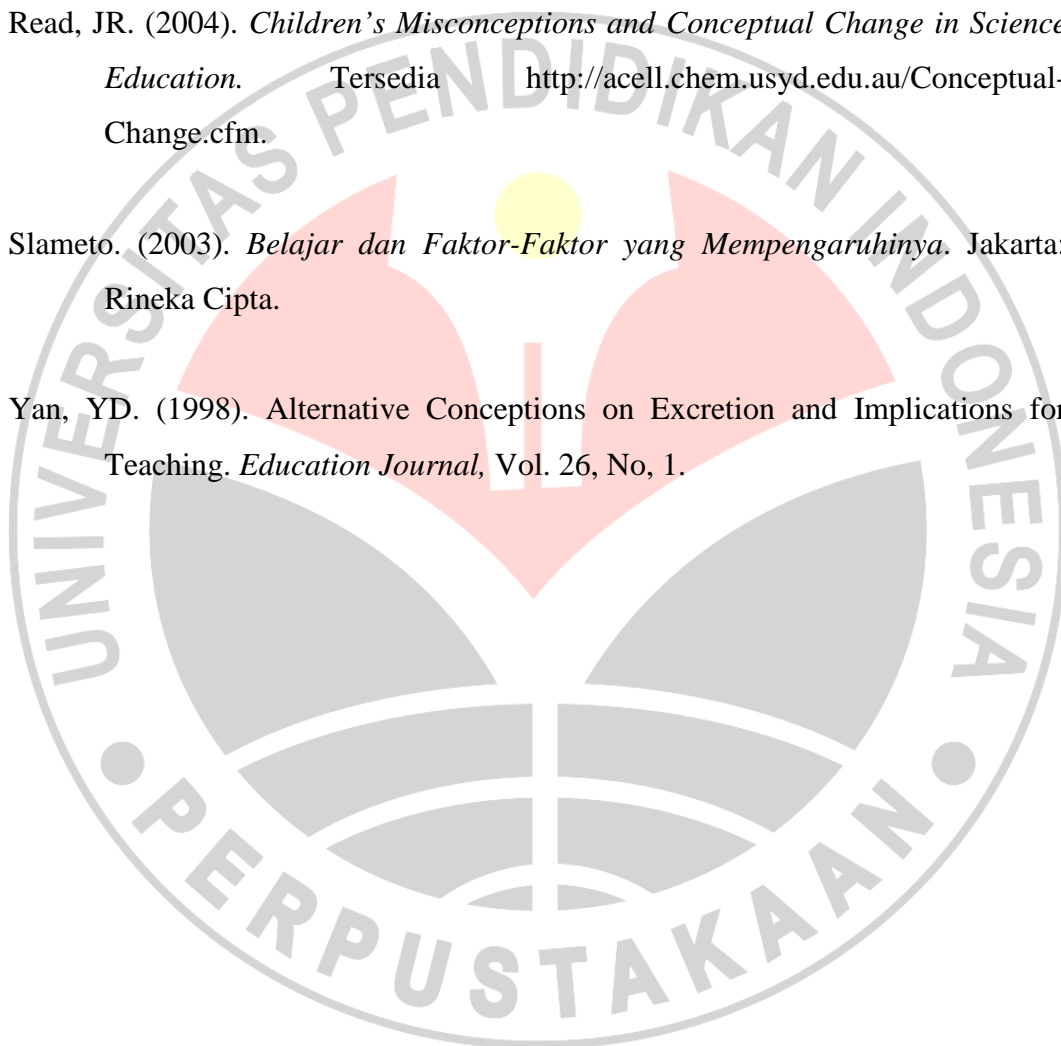 Read, JR. (2004). Children’s Misconceptions and Conceptual Change in Science
Education. Tersedia http://acell.chem.usyd.edu.au/Conceptual-
Change.cfm.
Slameto. (2003). Belajar dan Faktor-Faktor yang Mempengaruhinya. Jakarta:
Rineka Cipta.
Yan, YD. (1998). Alternative Conceptions on Excretion and Implications for
Teaching. Education Journal, Vol. 26, No, 1.
UNIVERSITAS PENDIDIKAN INDONESIA
PERPUSTAKAAN